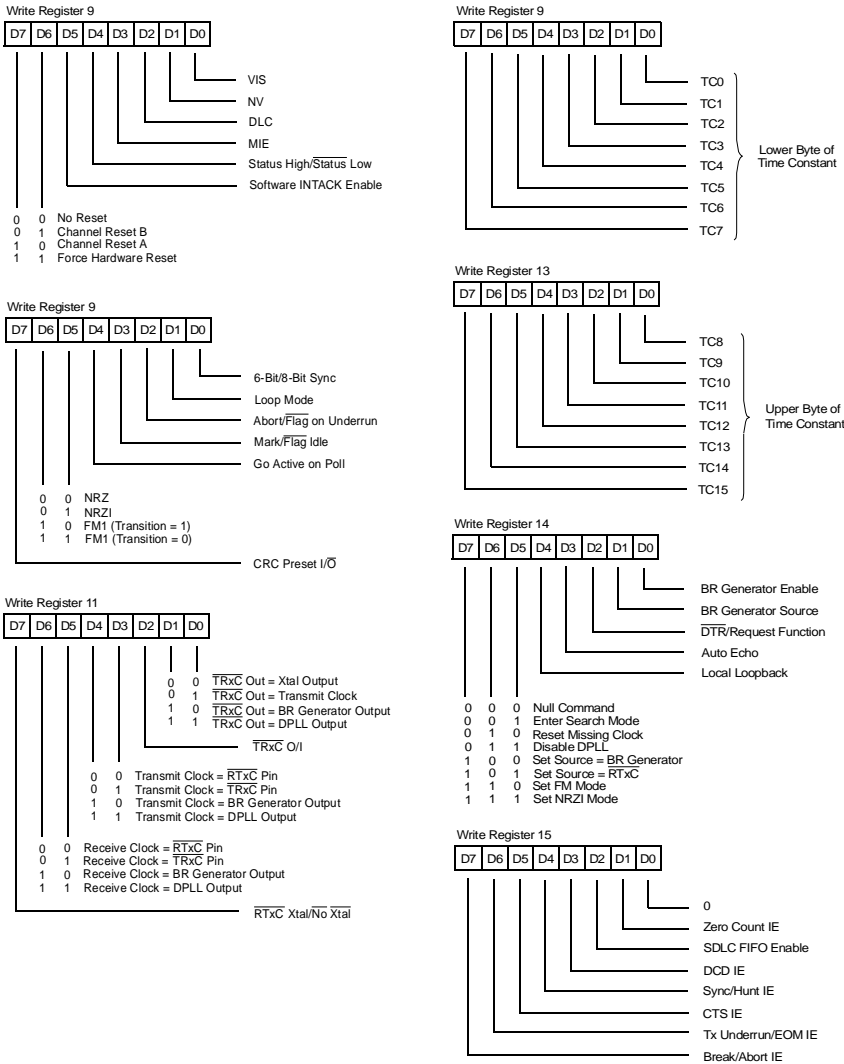 Write Register 9
D7 D6 D5 D4 D3 D2 D1 D0
VIS
NV
DLC
MIE
Status High/Status Low
Software INTACK Enable
0 0 No Reset
0 1 Channel Reset B
1 0 Channel Reset A
1 1 Force Hardware Reset
Write Register 9
D7 D6 D5 D4 D3 D2 D1 D0
6-Bit/8-Bit Sync
Loop Mode
Abort/Flag on Underrun
Mark/Flag Idle
Go Active on Poll
0 0 NRZ
0 1 NRZI
1 0 FM1 (Transition = 1)
1 1 FM1 (Transition = 0)
CRC Preset I/O
Write Register 11
D7 D6 D5 D4 D3 D2 D1 D0
0 0 TRxC Out = Xtal Output
0 1 TRxC Out = Transmit Clock
1 0 TRxC Out = BR Generator Output
1 1 TRxC Out = DPLL Output
TRxC O/I
0 0 Transmit Clock = RTxC Pin
0 1 Transmit Clock = TRxC Pin
1 0 Transmit Clock = BR Generator Output
1 1 Transmit Clock = DPLL Output
0 0 Receive Clock = RTxC Pin
0 1 Receive Clock = TRxC Pin
1 0 Receive Clock = BR Generator Output
1 1 Receive Clock = DPLL Output
RTxC Xtal/No Xtal
Write Register 9
D7 D6 D5 D4 D3 D2 D1 D0
TC0
TC1
TC2
TC3
TC4
TC5
TC6
TC7
Lower Byte of
Time Constant
Write Register 13
D7 D6 D5 D4 D3 D2 D1 D0
TC8
TC9
TC10
TC11
TC12
TC13
TC14
TC15
Upper Byte of
Time Constant
Write Register 14
D7 D6 D5 D4 D3 D2 D1 D0
BR Generator Enable
BR Generator Source
DTR/Request Function
Auto Echo
Local Loopback
0 0 0 Null Command
0 0 1 Enter Search Mode
0 1 0 Reset Missing Clock
0 1 1 Disable DPLL
1 0 0 Set Source = BR Generator
1 0 1 Set Source = RTxC
1 1 0 Set FM Mode
1 1 1 Set NRZI Mode
Write Register 15
D7 D6 D5 D4 D3 D2 D1 D0
0
Zero Count IE
SDLC FIFO Enable
DCD IE
Sync/Hunt IE
CTS IE
Tx Underrun/EOM IE
Break/Abort IE